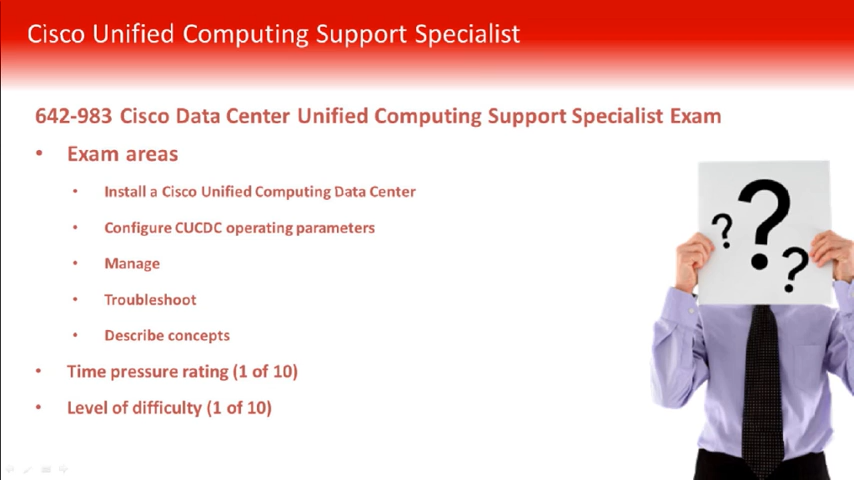 Cisco Unified Computing Support Specialist
642-983 Cisco Data Center Unified Computing Support Specialist Exam
• Exam areas
• Install a Cisco Unified Computing Data Center
• Configure CUCDC operating parameters
• Manage
• Troubleshoot
• Describe concepts
• Time pressure rating (1 of 10)
• Level of difficulty (1 of 10)
? ? ?